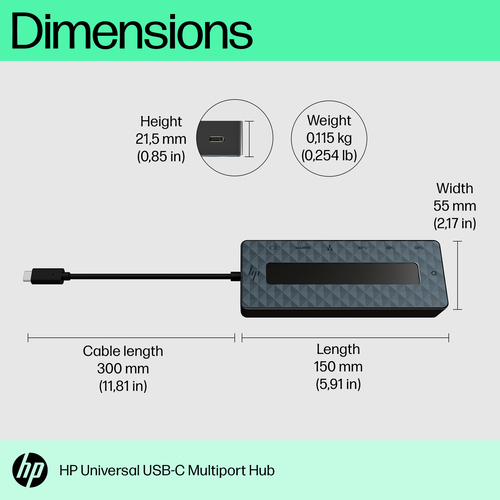 Dimensions
Height
21,5 mm
(0,85 in)
Weight
0,115 kg
(0,254 lb)
Width
55 mm
(2,17 in)
hp
Cable length
300 mm
(11,81 in)
Length
150 mm
(5,91 in)
hp
HP Universal USB-C Multiport Hub